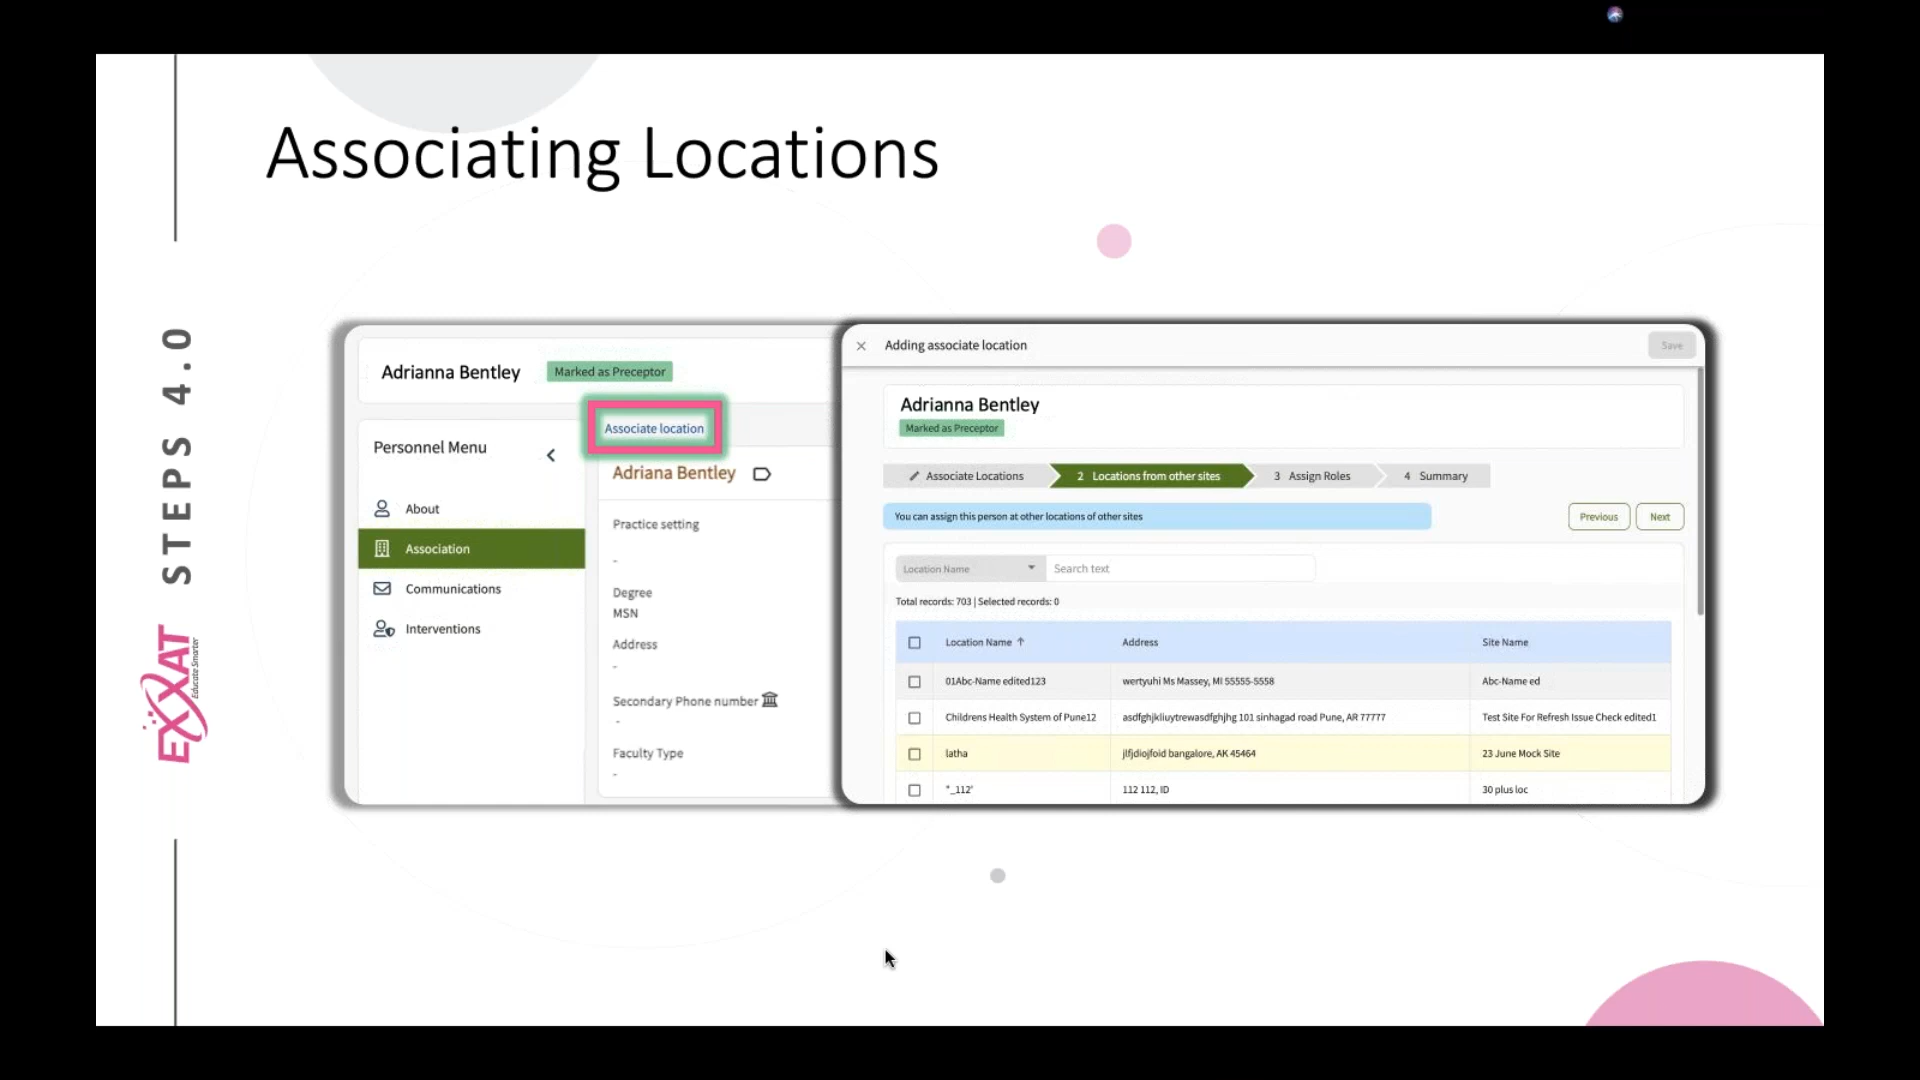 Associating Locations
STEPS 4.0
EXXAT
Educate Smarter
Adrianna Bentley
Marked as Preceptor
Associate location
Personnel Menu
About
Association
Communications
Interventions
Adriana Bentley
Practice setting
-
Degree
MSN
Address
-
Secondary Phone number
-
Faculty Type
-
Adding associate location
Save
Adrianna Bentley
Marked as Preceptor
Associate Locations
2 Locations from other sites
3 Assign Roles
4 Summary
You can assign this person at other locations of other sites
Previous
Next
Location Name
Search text
Total records: 703 | Selected records: 0
Location Name Address Site Name
01Abc-Name edited123 wertyuhi Ms Massey, MI 55555-5558 Abc-Name ed
Childrens Health System of Pune12 asdfghjkliuytrewasdfghjhg 101 sinhagad road Pune, AR 77777 Test Site For Refresh Issue Check edited1
latha jlfjdiojfoid bangalore, AK 45464 23 June Mock Site
"_112' 112 112, ID 30 plus loc